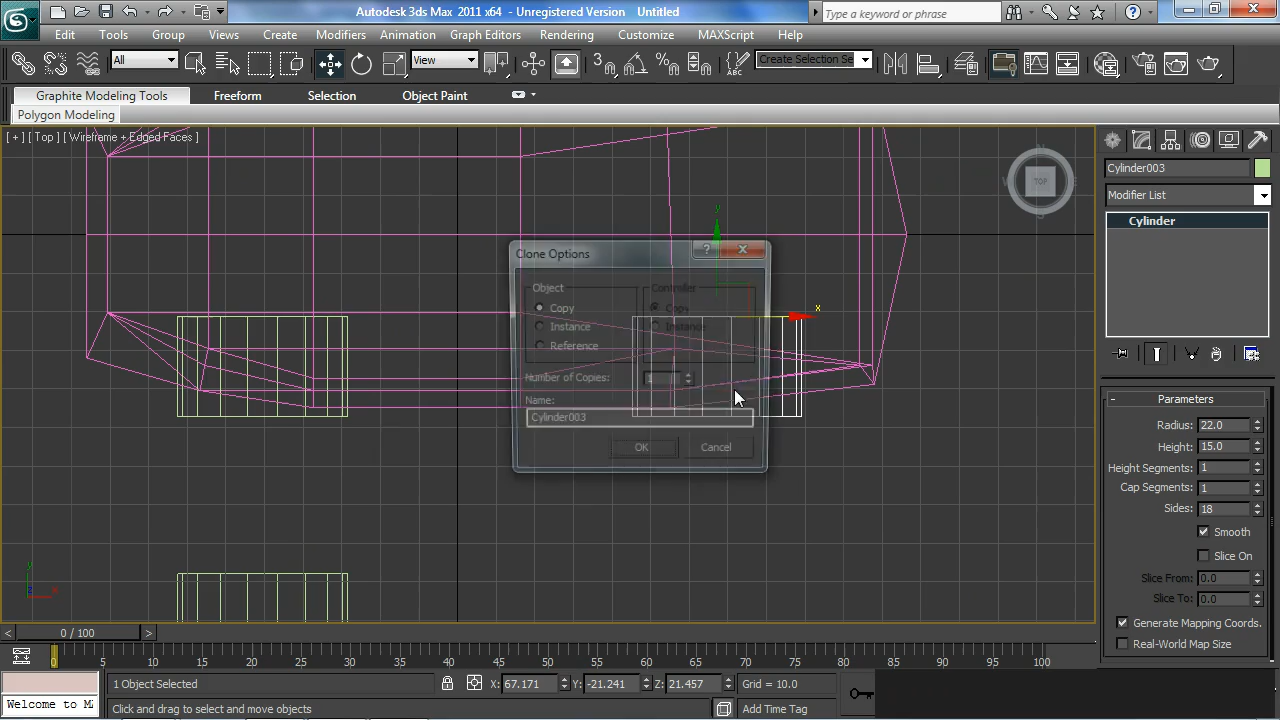 Autodesk 3ds Max 2011 x64 - Unregistered Version Untitled
Type a keyword or phrase
Edit Tools Group Views Create Modifiers Animation Graph Editors Rendering Customize MAXScript Help
All
View
3
Create Selection Se
Graphite Modeling Tools Freeform Selection Object Paint
Polygon Modeling
[ + ] [ Top ] [ Wireframe + Edged Faces ]
TOP
y
x
Clone Options
Object
Controller
Copy
Copy
Instance
Instance
Reference
Number of Copies: 1
Name:
Cylinder003
OK Cancel
Cylinder003
Modifier List
Cylinder
- Parameters
Radius: 22.0
Height: 15.0
Height Segments: 1
Cap Segments: 1
Sides: 18
Smooth
Slice On
Slice From: 0.0
Slice To: 0.0
Generate Mapping Coords.
Real-World Map Size
< 0 / 100 >
0 5 10 15 20 25 30 35 40 45 50 55 60 65 70 75 80 85 90 95 100
1 Object Selected
X: 67.171 Y: -21.241 Z: 21.457 Grid = 10.0
Welcome to M
Click and drag to select and move objects
Add Time Tag